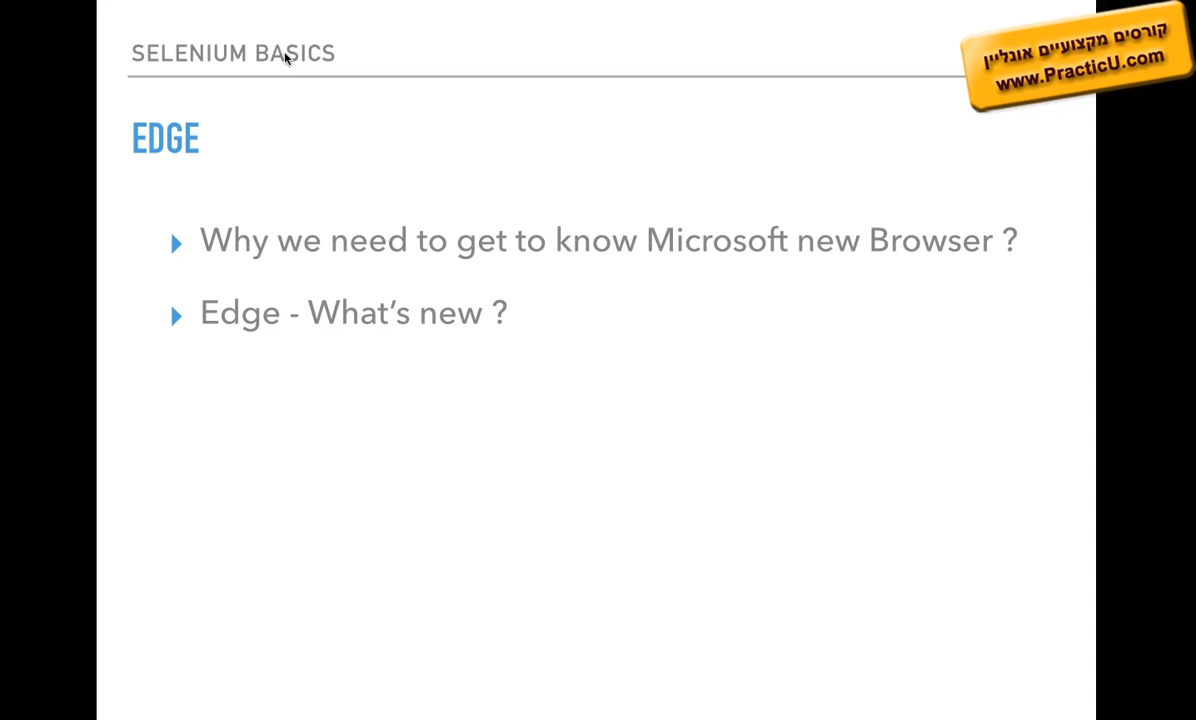 SELENIUM BASICS
קורסים מקצועיים אונליין
www.PracticU.com
EDGE
Why we need to get to know Microsoft new Browser ?
Edge - What’s new ?